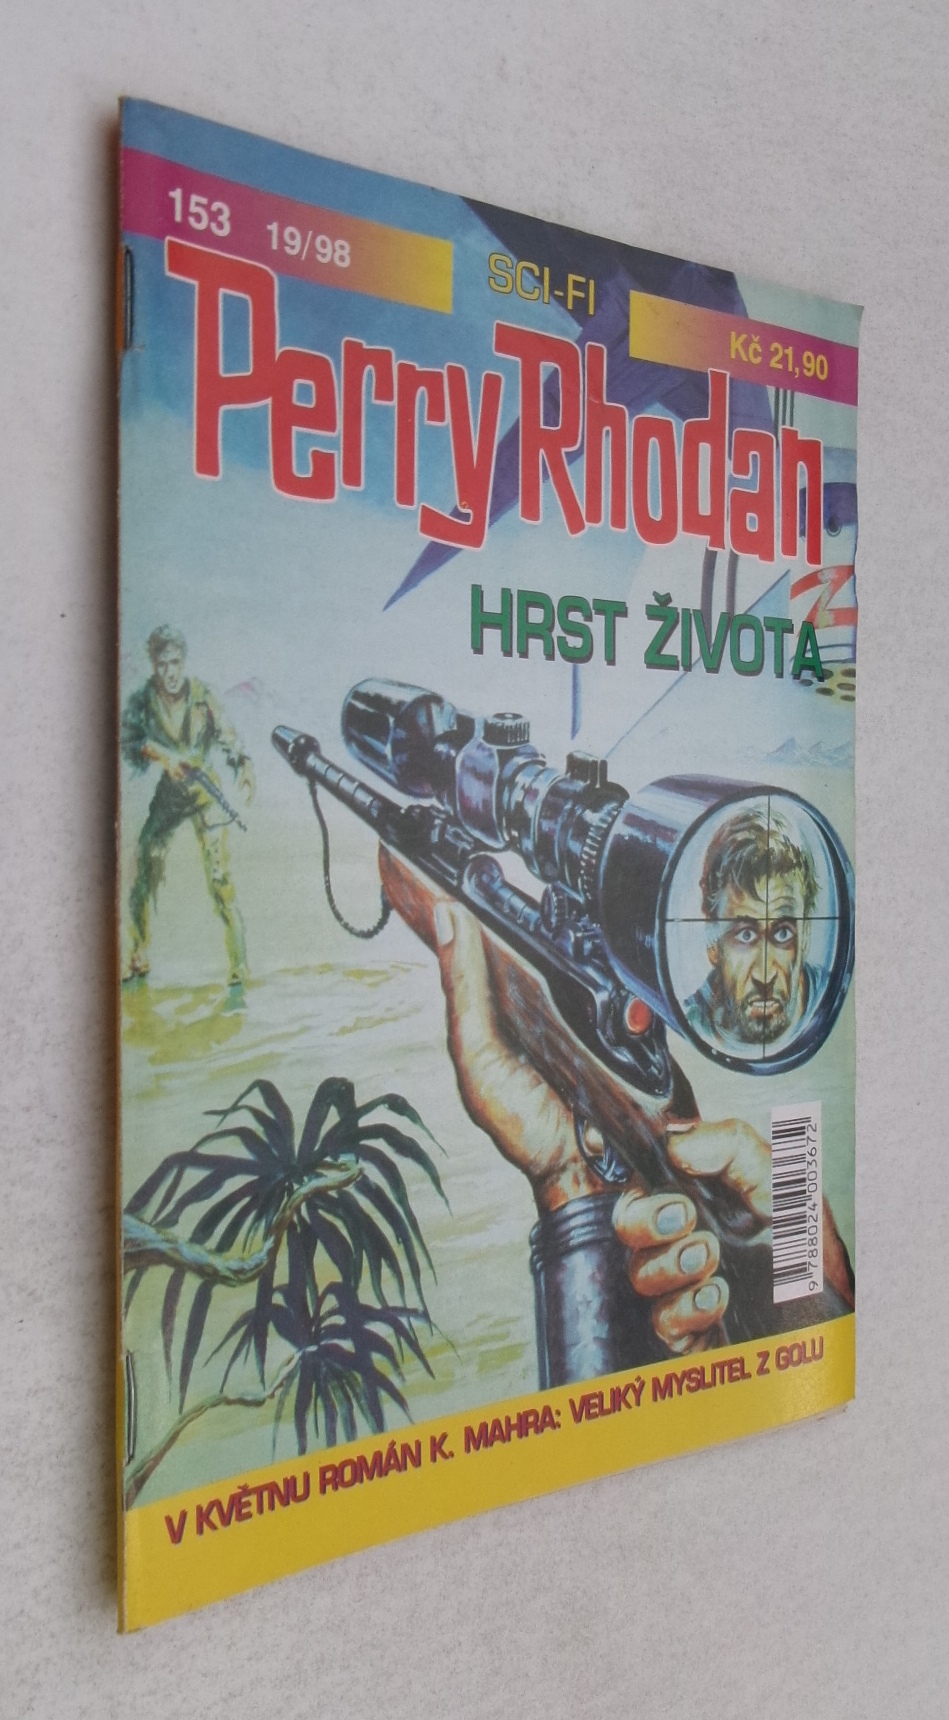 153 19/98
SCI-FI
Kč 21,90
Perry Rhodan
HRST ŽIVOTA
9 788024 003672
V KVĚTNU ROMÁN K. MAHRA: VELIKÝ MYSLITEL Z GOLU